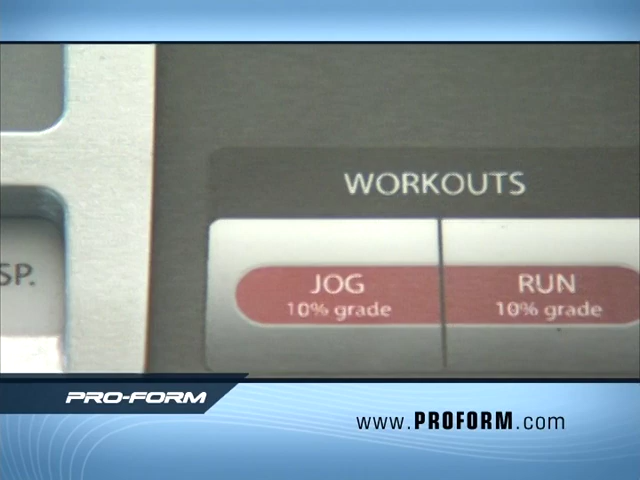 WORKOUTS
SP.
JOG
10% grade
RUN
10% grade
PRO-FORM
www.PROFORM.com